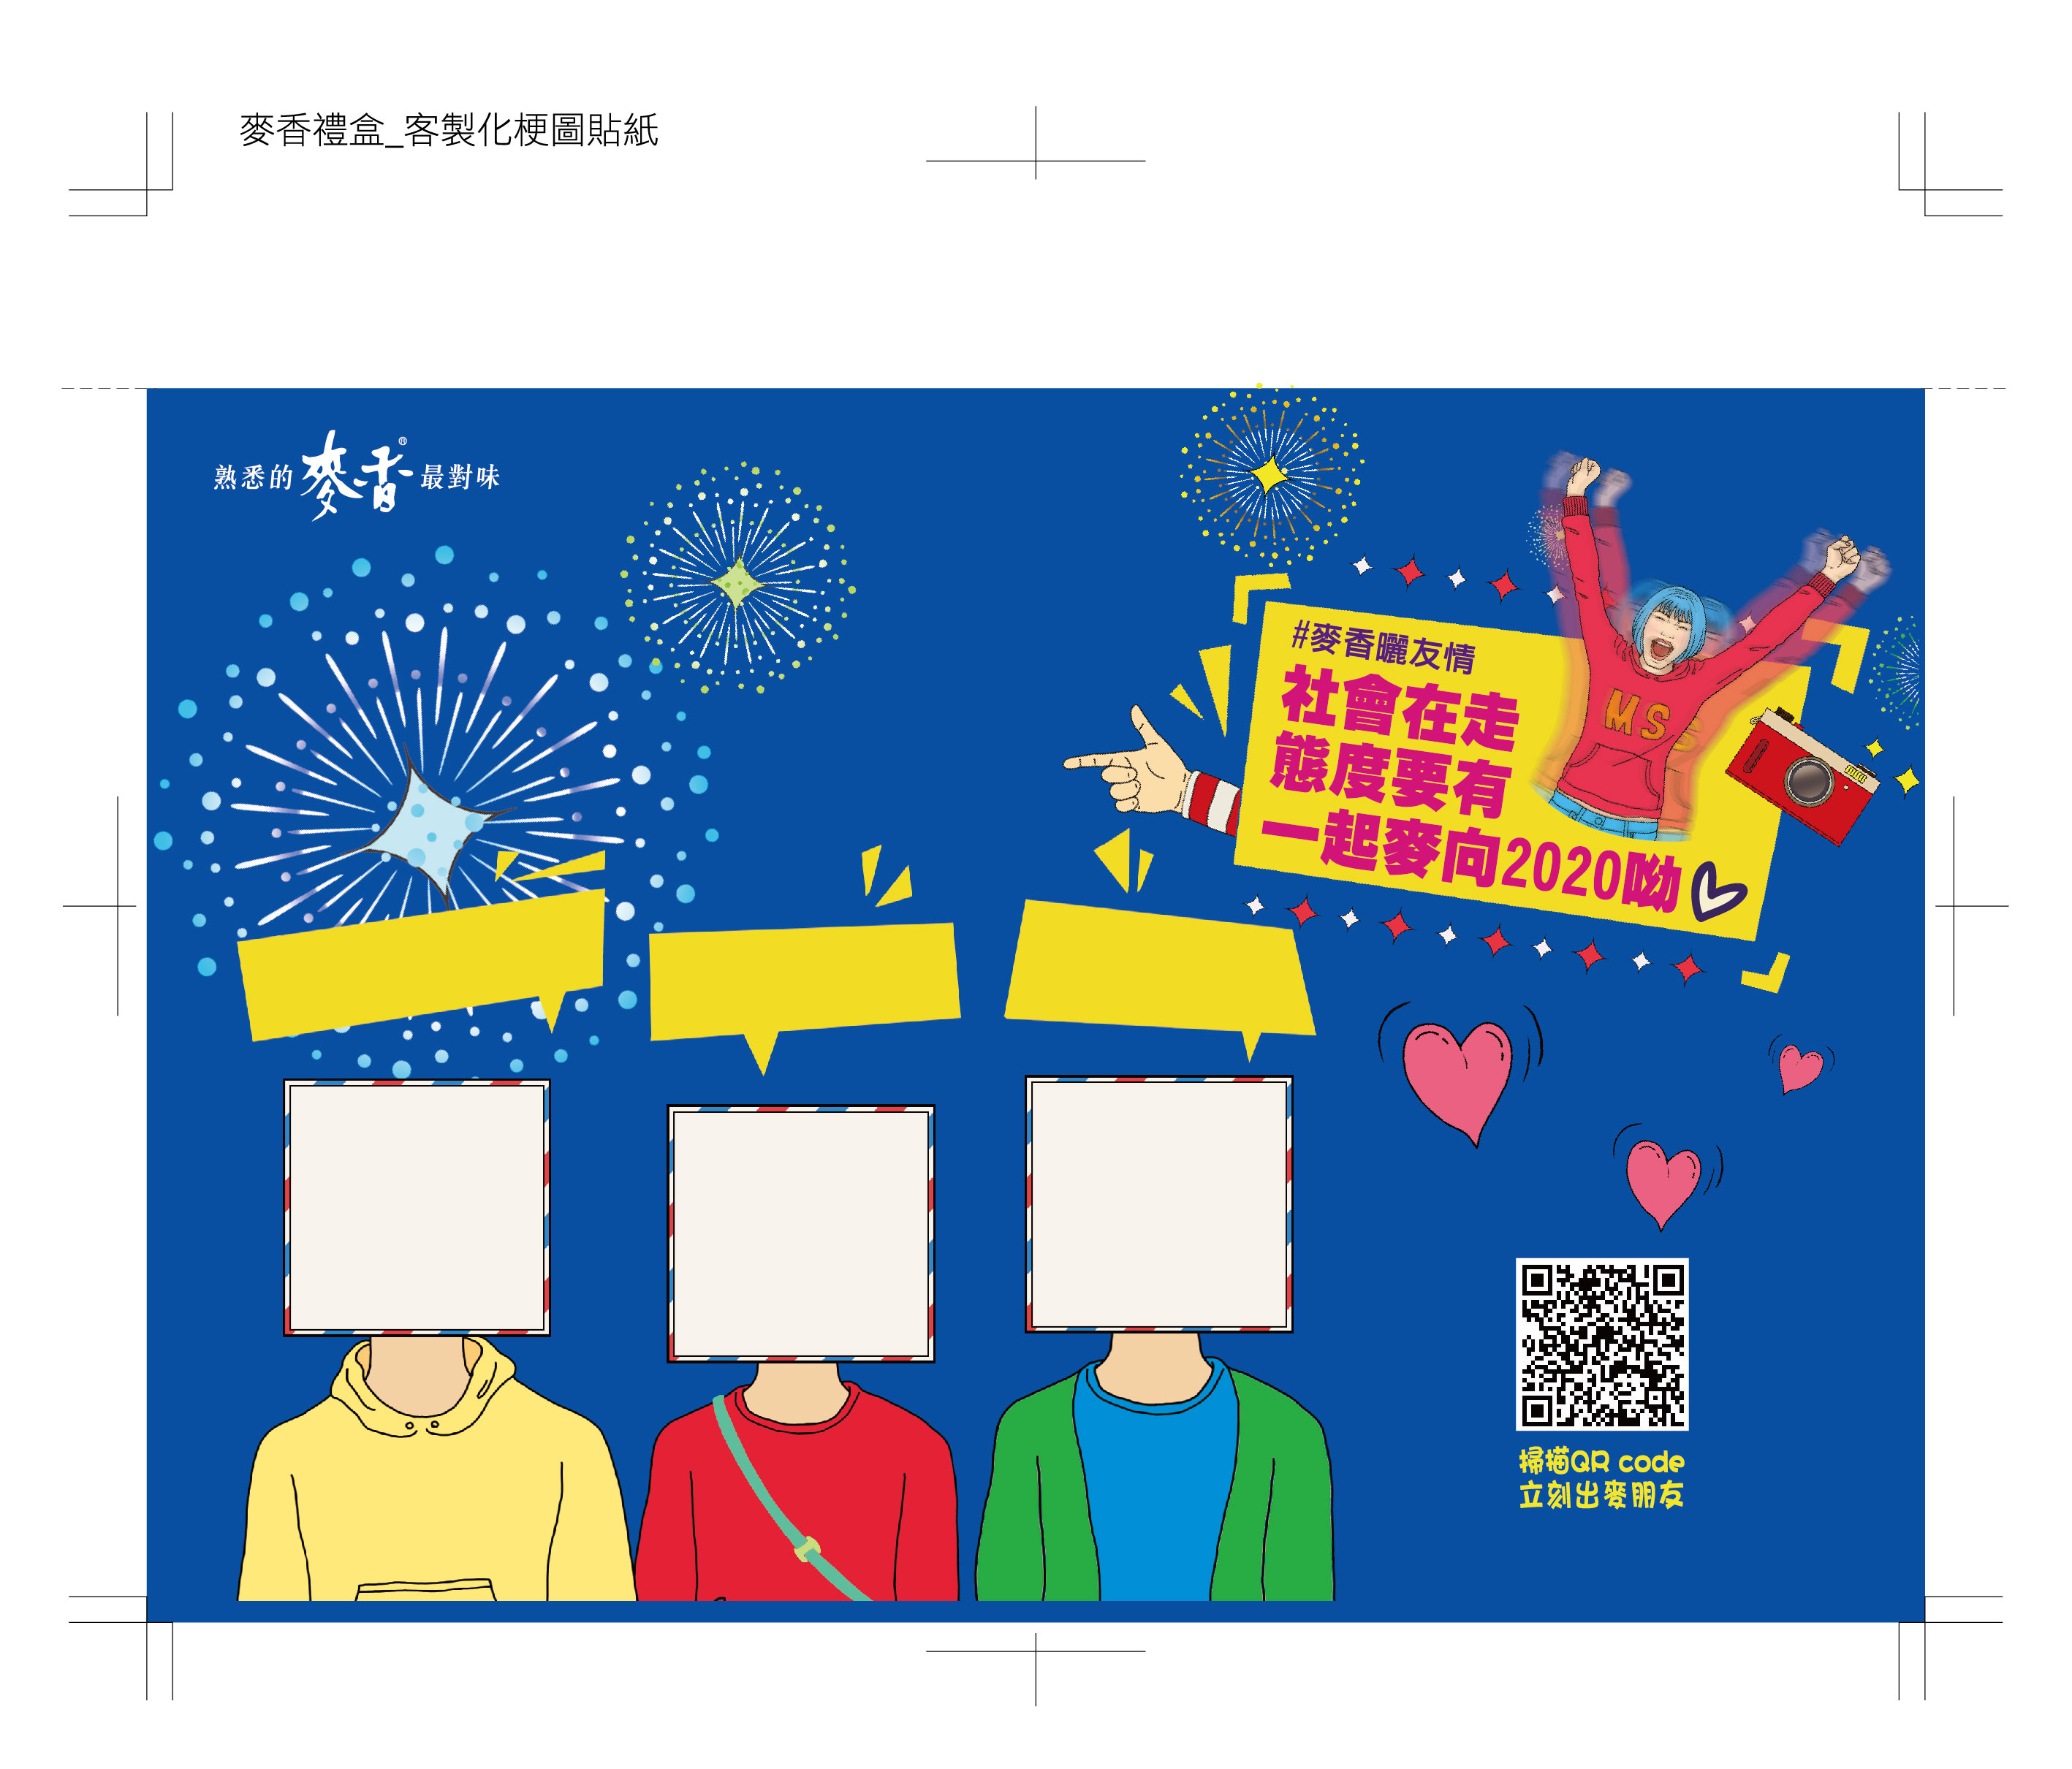 麥香禮盒_客製化梗圖貼紙
熟悉的麥香®最對味
#麥香曬友情
社會在走
態度要有
一起麥向2020呦
MS
掃描QR code
立刻出麥朋友